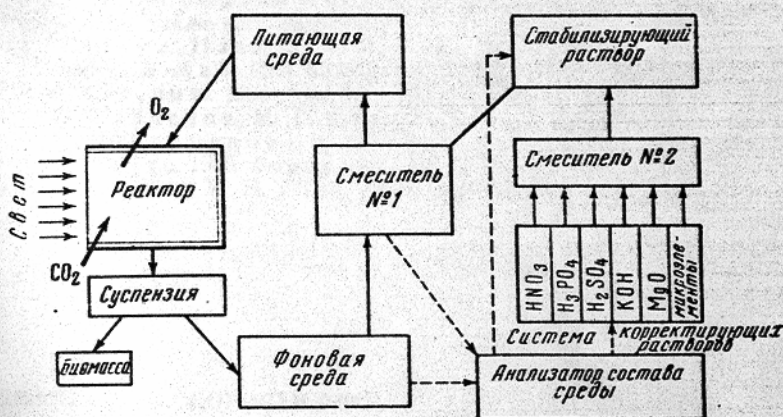 Питающая
среда
Стабилизирующий
раствор
O₂
Свет
Реактор
Смеситель
№1
Смеситель №2
CO₂
Суспензия
HNO₃
H₃PO₄
H₂SO₄
KOH
MgO
микроэле-
менты
Система корректирующих
растворов
биомасса
Фоновая
среда
Анализатор состава
среды